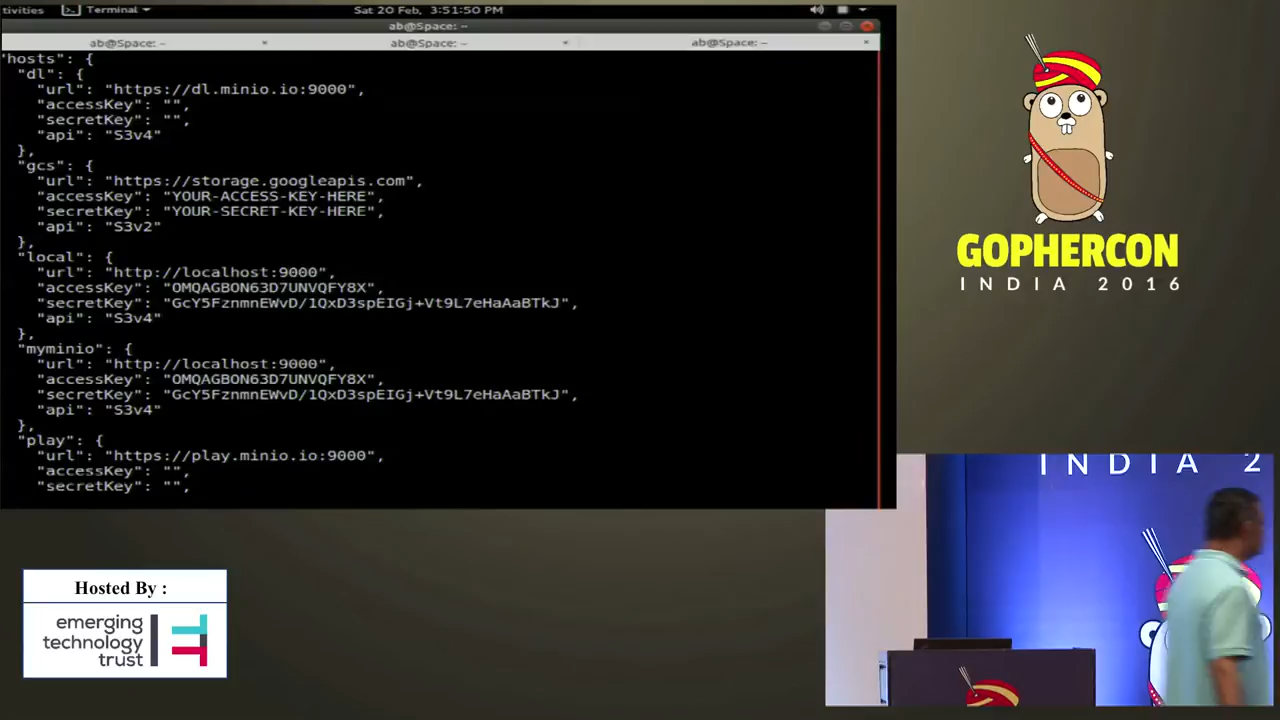 tivities
Terminal
Sat 20 Feb, 3:51:50 PM
ab@Space: ~
ab@Space: ~
ab@Space: ~
ab@Space: ~
"hosts": {
"dl": {
"url": "https://dl.minio.io:9000",
"accessKey": "",
"secretKey": "",
"api": "S3v4"
},
"gcs": {
"url": "https://storage.googleapis.com",
"accessKey": "YOUR-ACCESS-KEY-HERE",
"secretKey": "YOUR-SECRET-KEY-HERE",
"api": "S3v2"
},
"local": {
"url": "http://localhost:9000",
"accessKey": "OMQAGBON63D7UNVQFY8X",
"secretKey": "GcY5FznmnEWvD/1QxD3spEIGj+Vt9L7eHaAaBTkJ",
"api": "S3v4"
},
"myminio": {
"url": "http://localhost:9000",
"accessKey": "OMQAGBON63D7UNVQFY8X",
"secretKey": "GcY5FznmnEWvD/1QxD3spEIGj+Vt9L7eHaAaBTkJ",
"api": "S3v4"
},
"play": {
"url": "https://play.minio.io:9000",
"accessKey": "",
"secretKey": "",
GOPHERCON
INDIA 2016
INDIA 2
Hosted By :
emerging
technology
trust